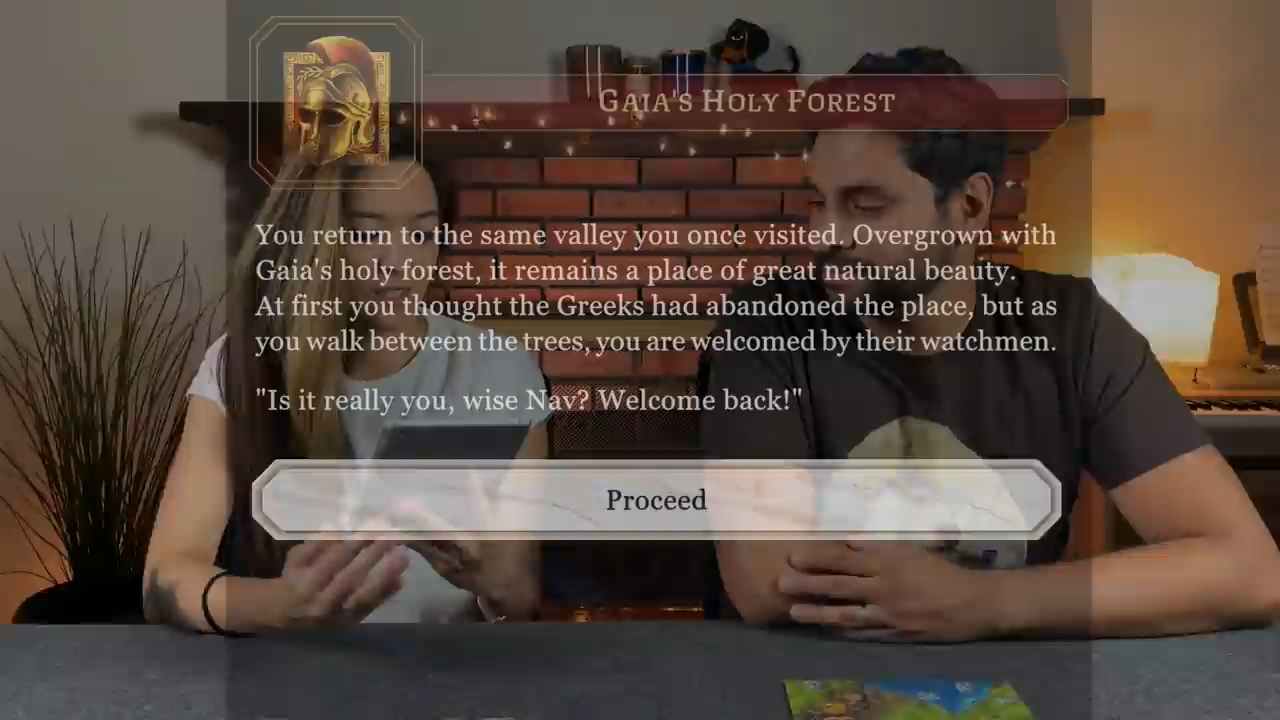 GAIA'S HOLY FOREST
You return to the same valley you once visited. Overgrown with
Gaia's holy forest, it remains a place of great natural beauty.
At first you thought the Greeks had abandoned the place, but as
you walk between the trees, you are welcomed by their watchmen.
"Is it really you, wise Nav? Welcome back!"
Proceed